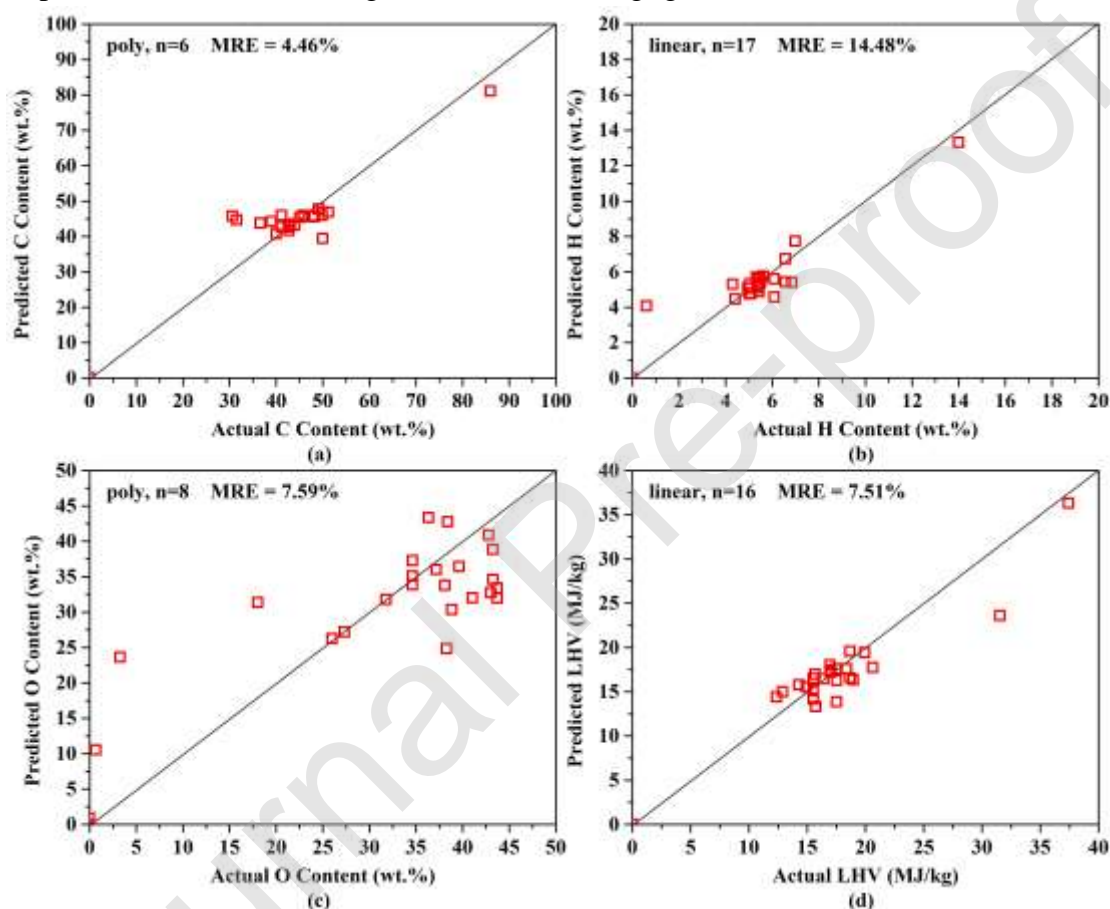 100
90
80
70
60
50
40
30
20
10
0
Predicted C Content (wt.%)
poly, n=6 MRE = 4.46%
0 10 20 30 40 50 60 70 80 90 100
Actual C Content (wt.%)
(a)
20
18
16
14
12
10
8
6
4
2
0
Predicted H Content (wt.%)
linear, n=17 MRE = 14.48%
0 2 4 6 8 10 12 14 16 18 20
Actual H Content (wt.%)
(b)
50
45
40
35
30
25
20
15
10
5
0
Predicted O Content (wt.%)
poly, n=8 MRE = 7.59%
0 5 10 15 20 25 30 35 40 45 50
Actual O Content (wt.%)
(c)
40
35
30
25
20
15
10
5
0
Predicted LHV (MJ/kg)
linear, n=16 MRE = 7.51%
0 5 10 15 20 25 30 35 40
Actual LHV (MJ/kg)
(d)
urnal Pre-proof